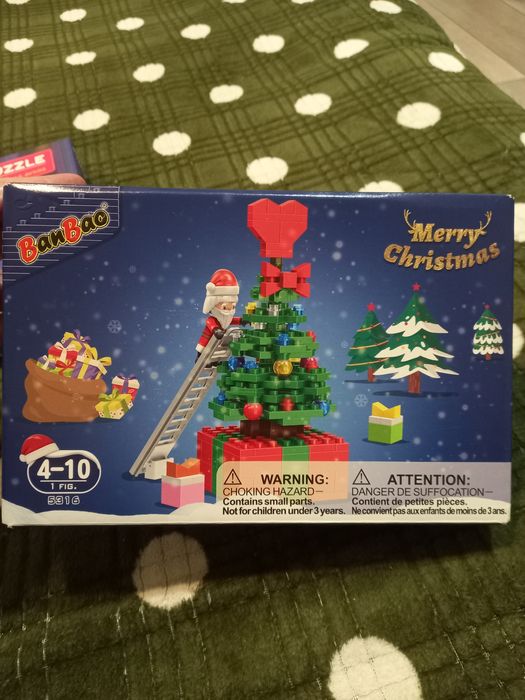 ZZLE
BanBao
Merry
Christmas
4-10
1 FIG.
5316
WARNING:
CHOKING HAZARD—
Contains small parts.
Not for children under 3 years.
ATTENTION:
DANGER DE SUFFOCATION—
Contient de petites pièces.
Ne convient pas aux enfants de moins de 3 ans.